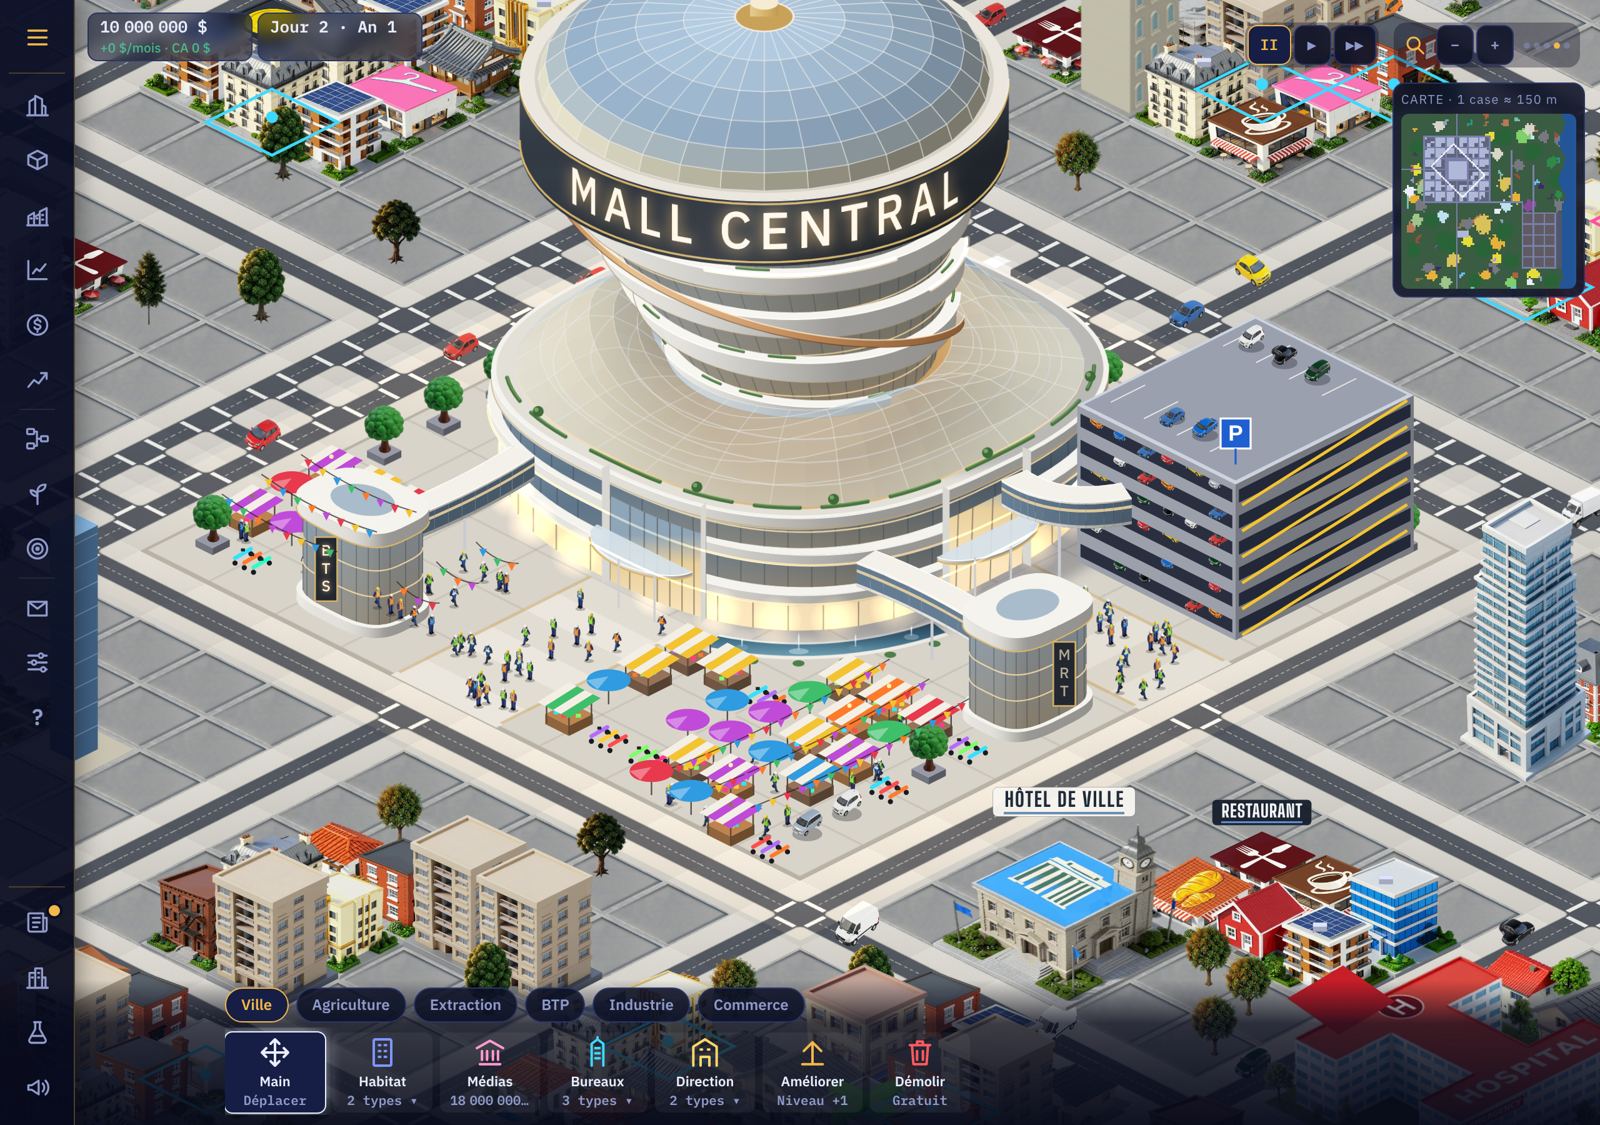 10 000 000 $
+0 $/mois · CA 0 $
Jour 2 · An 1
CARTE · 1 case ≈ 150 m
MALL CENTRAL
P
BTS
MRT
HÔTEL DE VILLE
RESTAURANT
H
HOSPITAL
Ville
Agriculture
Extraction
BTP
Industrie
Commerce
Main
Déplacer
Habitat
2 types
Médias
18 000 000…
Bureaux
3 types
Direction
2 types
Améliorer
Niveau +1
Démolir
Gratuit